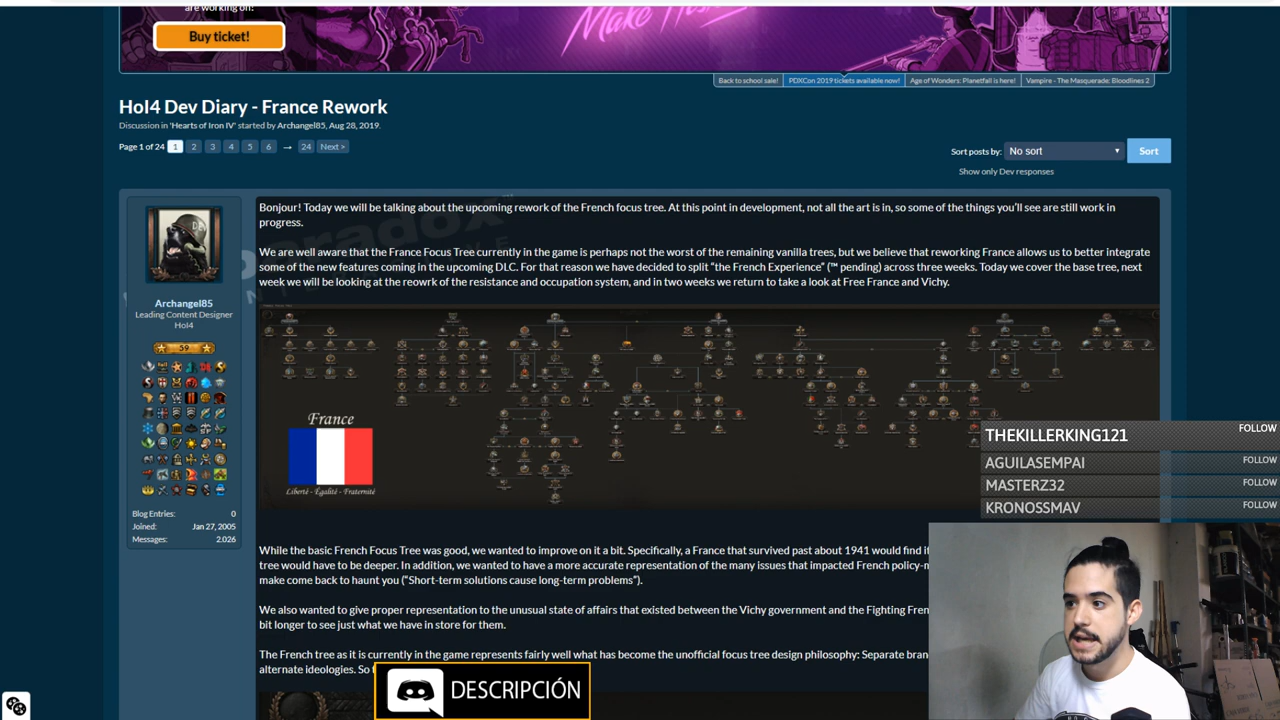 are working on!
Buy ticket!
Back to school sale!
PDXCon 2019 tickets available now!
Age of Wonders: Planetfall is here!
Vampire - The Masquerade: Bloodlines 2
HoI4 Dev Diary - France Rework
Discussion in 'Hearts of Iron IV' started by Archangel85, Aug 28, 2019.
Page 1 of 24 1 2 3 4 5 6 → 24 Next >
Sort posts by: No sort Sort
Show only Dev responses
Bonjour! Today we will be talking about the upcoming rework of the French focus tree. At this point in development, not all the art is in, so some of the things you'll see are still work in
progress.
We are well aware that the France Focus Tree currently in the game is perhaps not the worst of the remaining vanilla trees, but we believe that reworking France allows us to better integrate
some of the new features coming in the upcoming DLC. For that reason we have decided to split "the French Experience" (™ pending) across three weeks. Today we cover the base tree, next
week we will be looking at the reowrk of the resistance and occupation system, and in two weeks we return to take a look at Free France and Vichy.
Archangel85
Leading Content Designer
HoI4
59
Blog Entries: 0
Joined: Jan 27, 2005
Messages: 2.026
France
Liberté - Égalité - Fraternité
THEKILLERKING121 FOLLOW
AGUILASEMPAI FOLLOW
MASTERZ32 FOLLOW
KRONOSSMAV FOLLOW
While the basic French Focus Tree was good, we wanted to improve on it a bit. Specifically, a France that survived past about 1941 would find
tree would have to be deeper. In addition, we wanted to have a more accurate representation of the many issues that impacted French
make come back to haunt you ("Short-term solutions cause long-term problems").
We also wanted to give proper representation to the unusual state of affairs that existed between the Vichy government and the Fighting
bit longer to see just what we have in store for them.
The French tree as it is currently in the game represents fairly well what has become the unofficial focus tree design philosophy: Separate
alternate ideologies. So
DESCRIPCIÓN